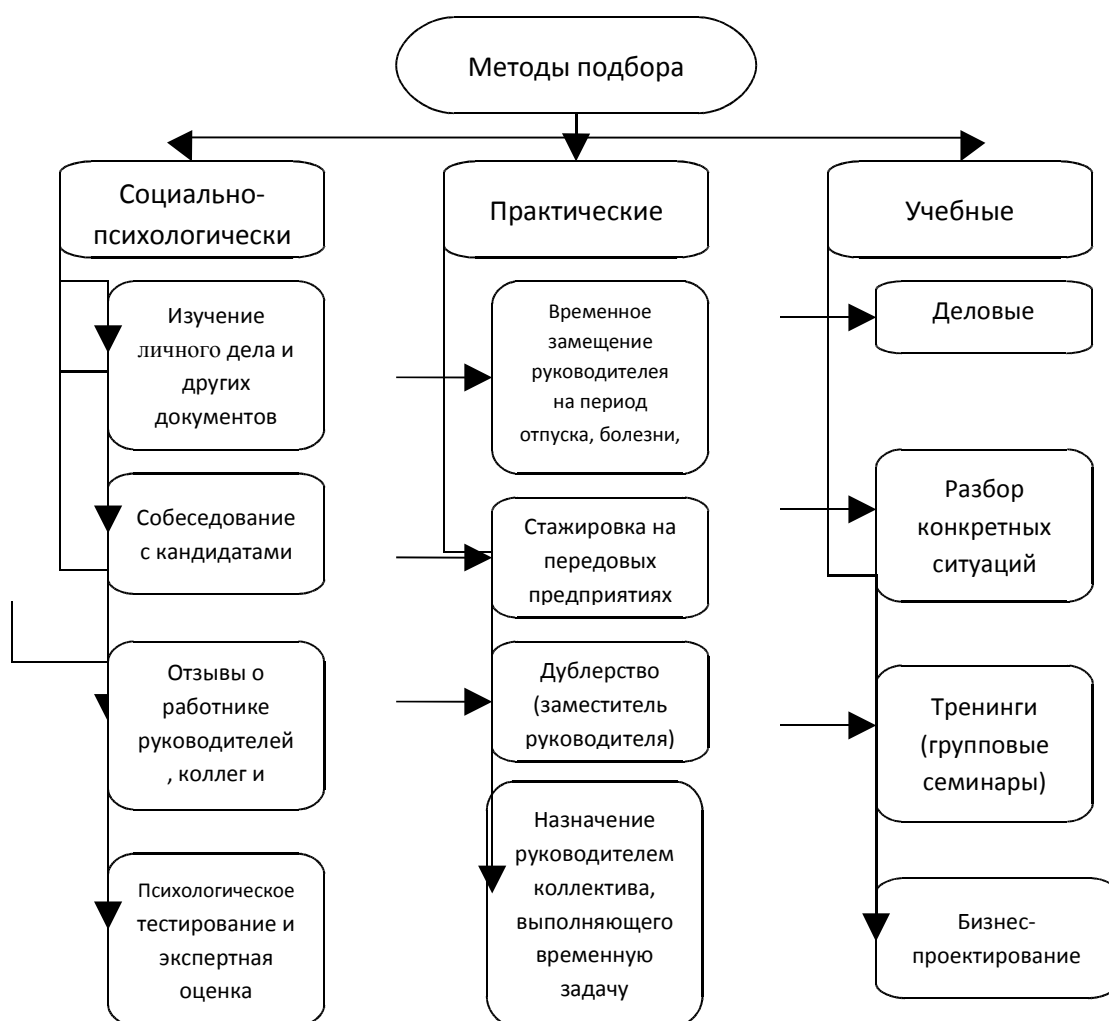 Методы подбора
Социально-
психологически
Изучение
личного дела и
других
документов
Собеседование
с кандидатами
Отзывы о
работнике
руководителей
, коллег и
Психологическое
тестирование и
экспертная
оценка
Практические
Временное
замещение
руководителея
на период
отпуска, болезни,
Стажировка на
передовых
предприятиях
Дублерство
(заместитель
руководителя)
Назначение
руководителем
коллектива,
выполняющего
временную
задачу
Учебные
Деловые
Разбор
конкретных
ситуаций
Тренинги
(групповые
семинары)
Бизнес-
проектирование